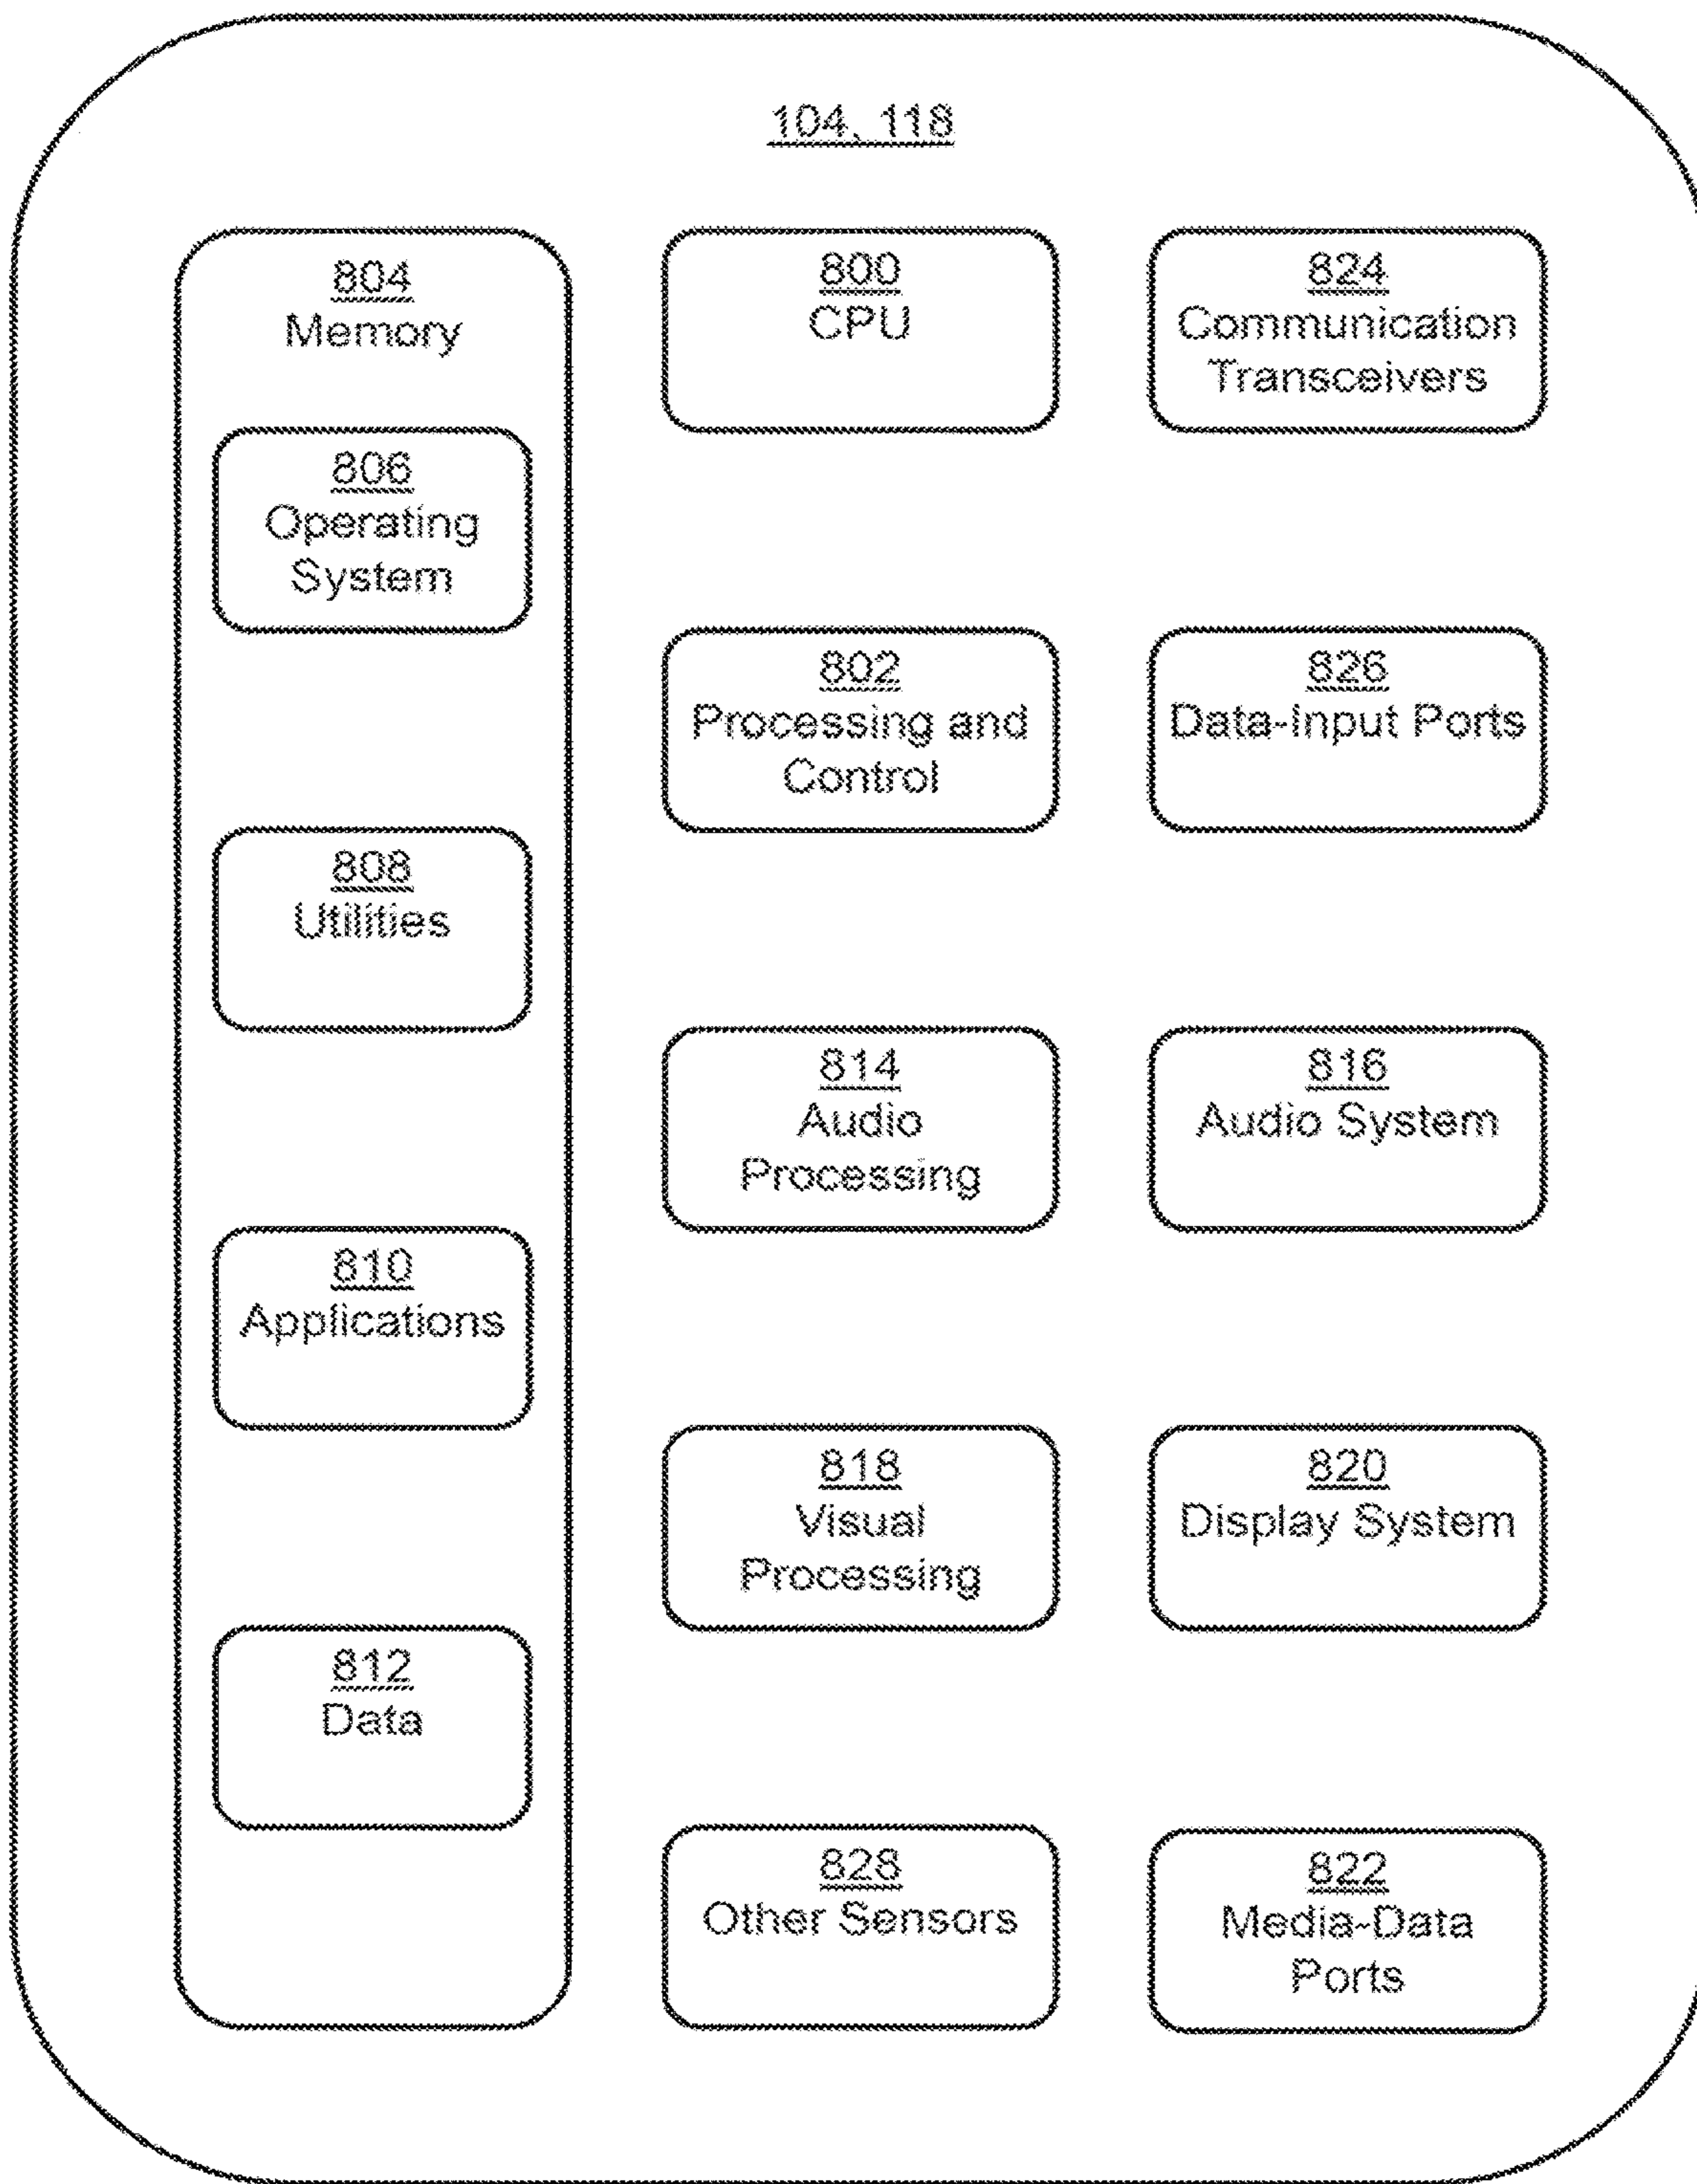 104, 118
804
Memory
806
Operating
System
808
Utilities
810
Applications
812
Data
800
CPU
802
Processing and
Control
814
Audio
Processing
818
Visual
Processing
828
Other Sensors
824
Communication
Transceivers
826
Data-Input Ports
816
Audio System
820
Display System
822
Media-Data
Ports